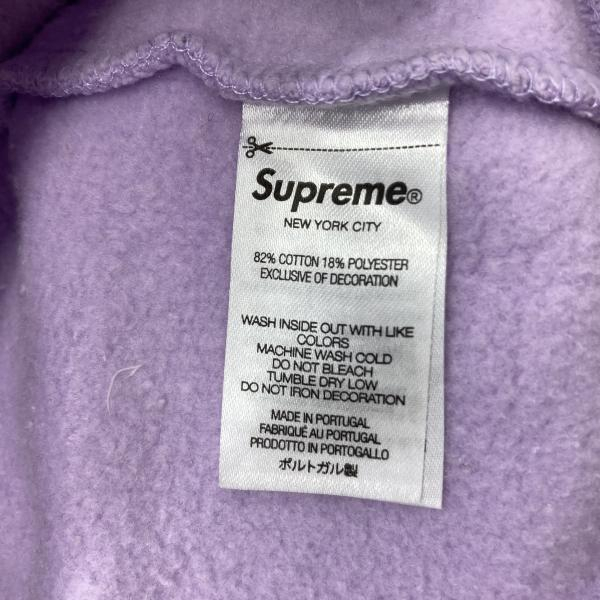 Supreme®
NEW YORK CITY
82% COTTON 18% POLYESTER
EXCLUSIVE OF DECORATION
WASH INSIDE OUT WITH LIKE
COLORS
MACHINE WASH COLD
DO NOT BLEACH
TUMBLE DRY LOW
DO NOT IRON DECORATION
MADE IN PORTUGAL
FABRIQUÉ AU PORTUGAL
PRODOTTO IN PORTOGALLO
ポルトガル製